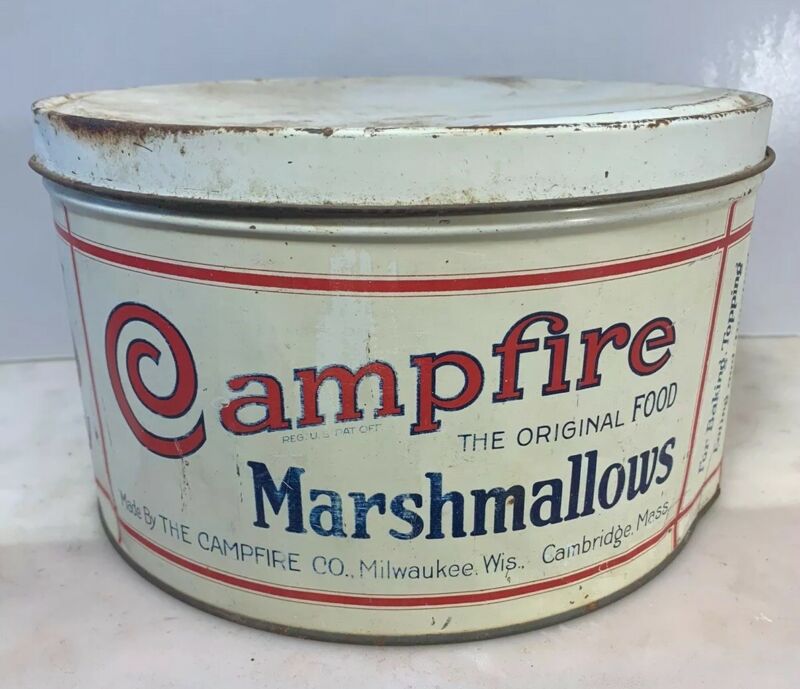 Campfire
REG. U.S. PAT. OFF.
THE ORIGINAL FOOD
Marshmallows
Made By THE CAMPFIRE CO., Milwaukee, Wis., Cambridge, Mass.
For Baking, Topping
Eating